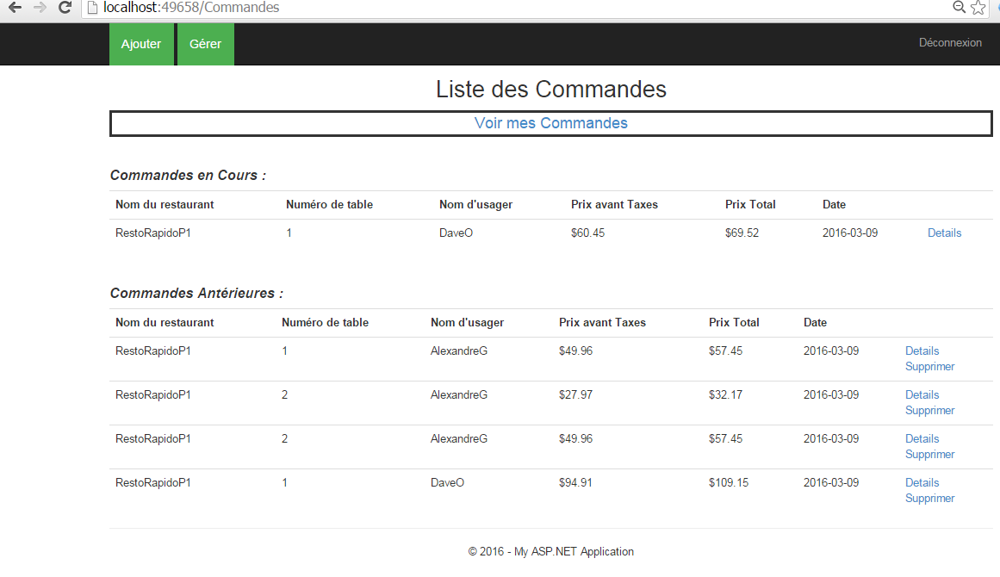 localhost:49658/Commandes
Ajouter Gérer Déconnexion
Liste des Commandes
Voir mes Commandes
Commandes en Cours :
Nom du restaurant Numéro de table Nom d'usager Prix avant Taxes Prix Total Date
RestoRapidoP1 1 DaveO $60.45 $69.52 2016-03-09 Details
Commandes Antérieures :
Nom du restaurant Numéro de table Nom d'usager Prix avant Taxes Prix Total Date
RestoRapidoP1 1 AlexandreG $49.96 $57.45 2016-03-09 Details
Supprimer
RestoRapidoP1 2 AlexandreG $27.97 $32.17 2016-03-09 Details
Supprimer
RestoRapidoP1 2 AlexandreG $49.96 $57.45 2016-03-09 Details
Supprimer
RestoRapidoP1 1 DaveO $94.91 $109.15 2016-03-09 Details
Supprimer
© 2016 - My ASP.NET Application